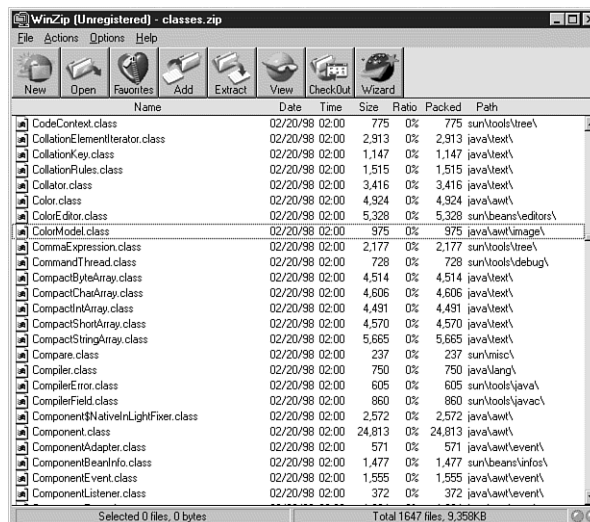 WinZip (Unregistered) - classes.zip
File Actions Options Help
New Open Favorites Add Extract View CheckOut Wizard
Name Date Time Size Ratio Packed Path
CodeContext.class 02/20/98 02:00 775 0% 775 sun\tools\tree\
CollationElementIterator.class 02/20/98 02:00 2,913 0% 2,913 java\text\
CollationKey.class 02/20/98 02:00 1,147 0% 1,147 java\text\
CollationRules.class 02/20/98 02:00 1,515 0% 1,515 java\text\
Collator.class 02/20/98 02:00 3,416 0% 3,416 java\text\
Color.class 02/20/98 02:00 4,924 0% 4,924 java\awt\
ColorEditor.class 02/20/98 02:00 5,328 0% 5,328 sun\beans\editors\
ColorModel.class 02/20/98 02:00 975 0% 975 java\awt\image\
CommaExpression.class 02/20/98 02:00 2,177 0% 2,177 sun\tools\tree\
CommandThread.class 02/20/98 02:00 728 0% 728 sun\tools\debug\
CompactByteArray.class 02/20/98 02:00 4,514 0% 4,514 java\text\
CompactCharArray.class 02/20/98 02:00 4,606 0% 4,606 java\text\
CompactIntArray.class 02/20/98 02:00 4,491 0% 4,491 java\text\
CompactShortArray.class 02/20/98 02:00 4,570 0% 4,570 java\text\
CompactStringArray.class 02/20/98 02:00 5,665 0% 5,665 java\text\
Compare.class 02/20/98 02:00 237 0% 237 sun\misc\
Compiler.class 02/20/98 02:00 750 0% 750 java\lang\
CompilerError.class 02/20/98 02:00 605 0% 605 sun\tools\java\
CompilerField.class 02/20/98 02:00 860 0% 860 sun\tools\javac\
Component$NativeInLightFixer.class 02/20/98 02:00 2,572 0% 2,572 java\awt\
Component.class 02/20/98 02:00 24,813 0% 24,813 java\awt\
ComponentAdapter.class 02/20/98 02:00 571 0% 571 java\awt\event\
ComponentBeanInfo.class 02/20/98 02:00 1,477 0% 1,477 sun\beans\infos\
ComponentEvent.class 02/20/98 02:00 1,555 0% 1,555 java\awt\event\
ComponentListener.class 02/20/98 02:00 372 0% 372 java\awt\event\
Selected 0 files, 0 bytes Total 1647 files, 9,358KB